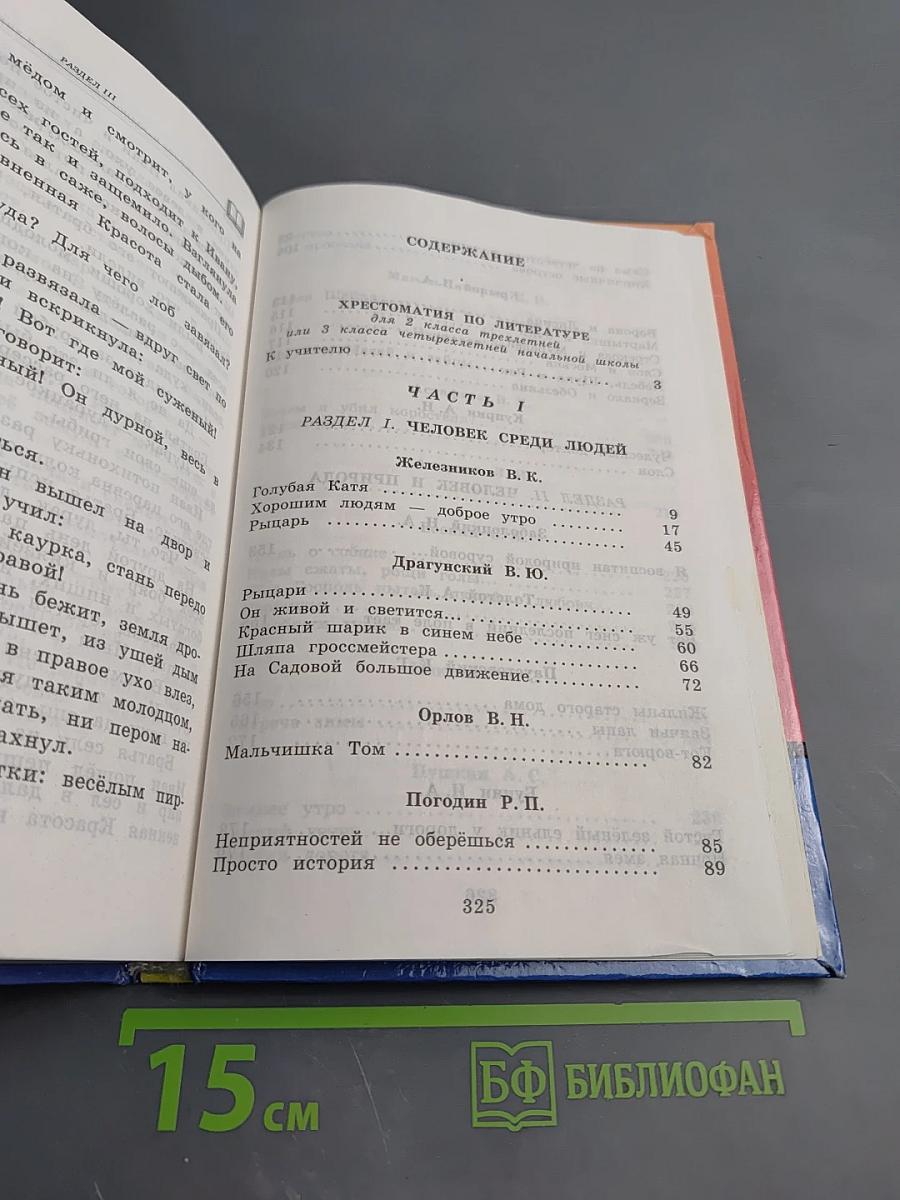 РАЗДЕЛ III
мёдом и смотрит, у кого на
сех гостей, подходит к Ивану,
е так и защемило. Взглянула
сь в саже, волосы дыбом.
вненная Красота стала его
уда? Для чего лоб завязал?
развязала — вдруг свет по
и вскрикнула:
! Вот где мой суженый!
говорит:
ный! Он дурной, весь в
ться.
н вышел на двор и
учил:
каурка, стань передо
равой!
нь бежит, земля дро-
ышет, из ушей дым
в правое ухо влез,
я таким молодцом,
ать, ни пером на-
ахнул.
тки: весёлым пир-
СОДЕРЖАНИЕ
ХРЕСТОМАТИЯ ПО ЛИТЕРАТУРЕ
для 2 класса трехлетней
или 3 класса четырехлетней начальной школы
К учителю ........................................ 3
ЧАСТЬ I
РАЗДЕЛ I. ЧЕЛОВЕК СРЕДИ ЛЮДЕЙ
Железников В.К.
Голубая Катя ........................................ 9
Хорошим людям — доброе утро ............ 17
Рыцарь ........................................ 45
Драгунский В.Ю.
Рыцари ........................................ 49
Он живой и светится........................ 55
Красный шарик в синем небе ............ 60
Шляпа гроссмейстера ........................ 66
На Садовой большое движение ............ 72
Орлов В.Н.
Мальчишка Том ........................................ 82
Погодин Р.П.
Неприятностей не оберёшься ............ 85
Просто история ........................................ 89
325
15 см
БФ БИБЛИОФАН